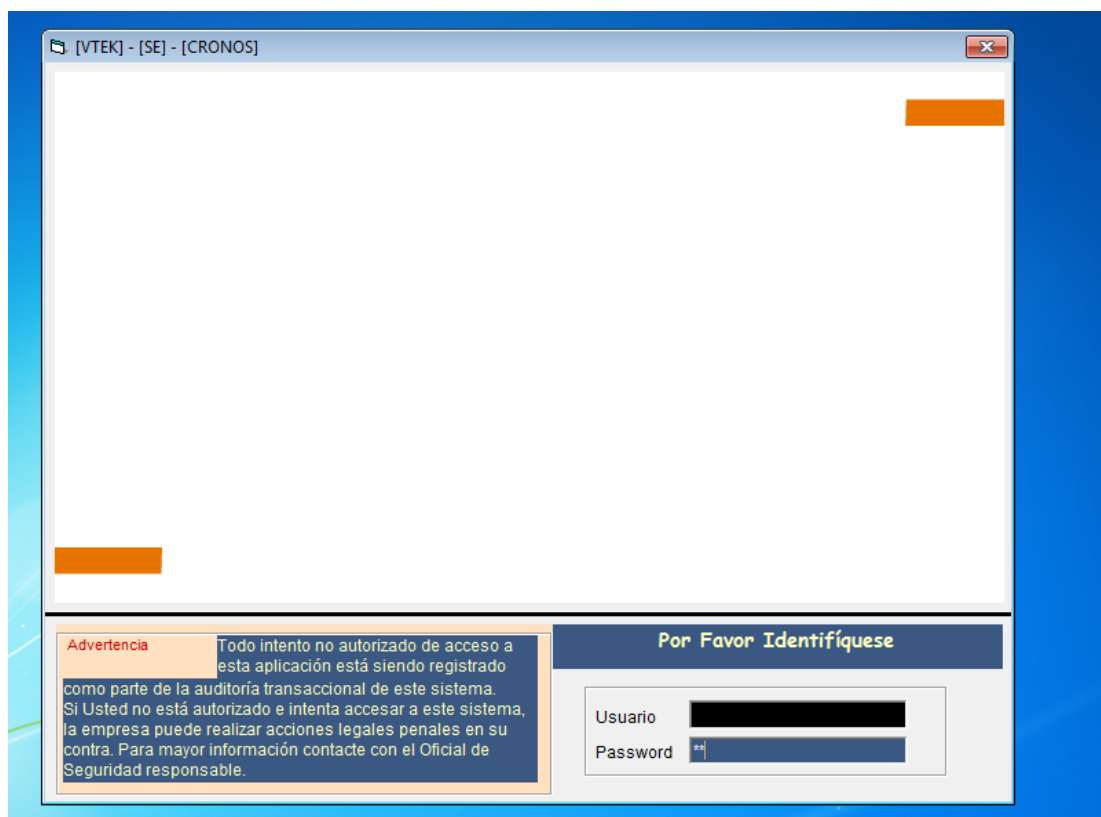 [VTEK] - [SE] - [CRONOS]
Advertencia
Todo intento no autorizado de acceso a
esta aplicación está siendo registrado
como parte de la auditoría transaccional de este sistema.
Si Usted no está autorizado e intenta accesar a este sistema,
la empresa puede realizar acciones legales penales en su
contra. Para mayor información contacte con el Oficial de
Seguridad responsable.
Por Favor Identifíquese
Usuario
Password **